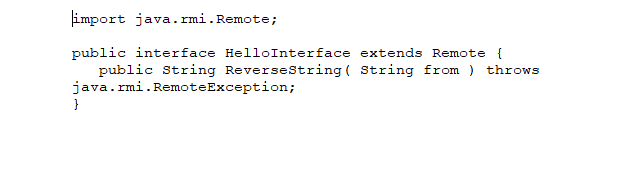 import java.rmi.Remote;
public interface HelloInterface extends Remote {
public String ReverseString( String from ) throws
java.rmi.RemoteException;
}